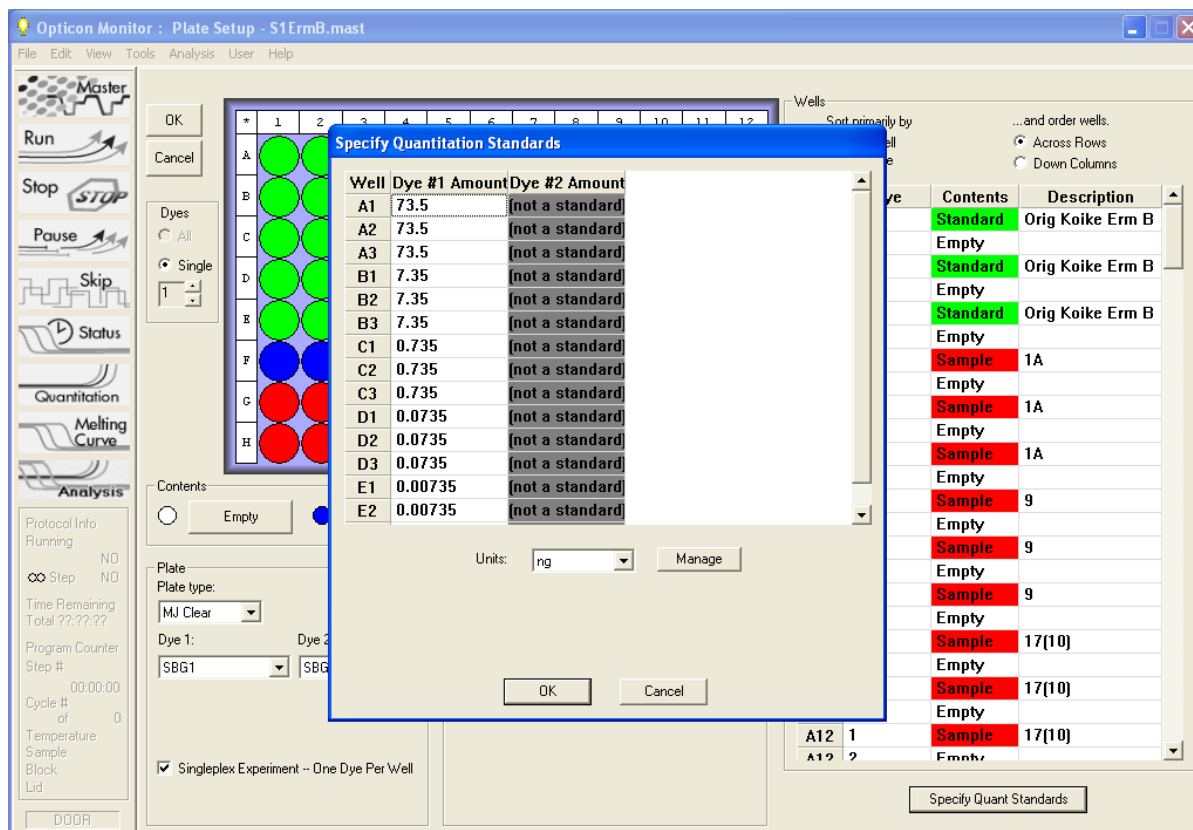 Opticon Monitor : Plate Setup - S1ErmB.mast
File Edit View Tools Analysis User Help
Master
Run
Stop STOP
Pause
Skip
Status
Quantitation
Melting
Curve
Analysis
Protocol Info
Running
NO
Step NO
Time Remaining
Total ??:??:??
Program Counter
Step #
00:00:00
Cycle #
of 0
Temperature
Sample
Block
Lid
DOOR
OK
Cancel
Dyes
All
Single
1
* 1 2 3 4 5 6 7 8 9 10 11 12
A
B
C
D
E
F
G
H
Contents
Empty
Plate
Plate type:
MJ Clear
Dye 1: Dye 2
SBG1 SBG
Singleplex Experiment -- One Dye Per Well
Specify Quantitation Standards
Well Dye #1 Amount Dye #2 Amount
A1 73.5 (not a standard)
A2 73.5 (not a standard)
A3 73.5 (not a standard)
B1 7.35 (not a standard)
B2 7.35 (not a standard)
B3 7.35 (not a standard)
C1 0.735 (not a standard)
C2 0.735 (not a standard)
C3 0.735 (not a standard)
D1 0.0735 (not a standard)
D2 0.0735 (not a standard)
D3 0.0735 (not a standard)
E1 0.00735 (not a standard)
E2 0.00735 (not a standard)
Units: ng Manage
OK Cancel
Wells
Sort primarily by ...and order wells.
Across Rows
Down Columns
Contents Description
Standard Orig Koike Erm B
Empty
Standard Orig Koike Erm B
Empty
Standard Orig Koike Erm B
Empty
Sample 1A
Empty
Sample 1A
Empty
Sample 1A
Empty
Sample 9
Empty
Sample 9
Empty
Sample 9
Empty
Sample 17(10)
Empty
Sample 17(10)
Empty
A12 1 Sample 17(10)
A12 2 Empty
Specify Quant Standards